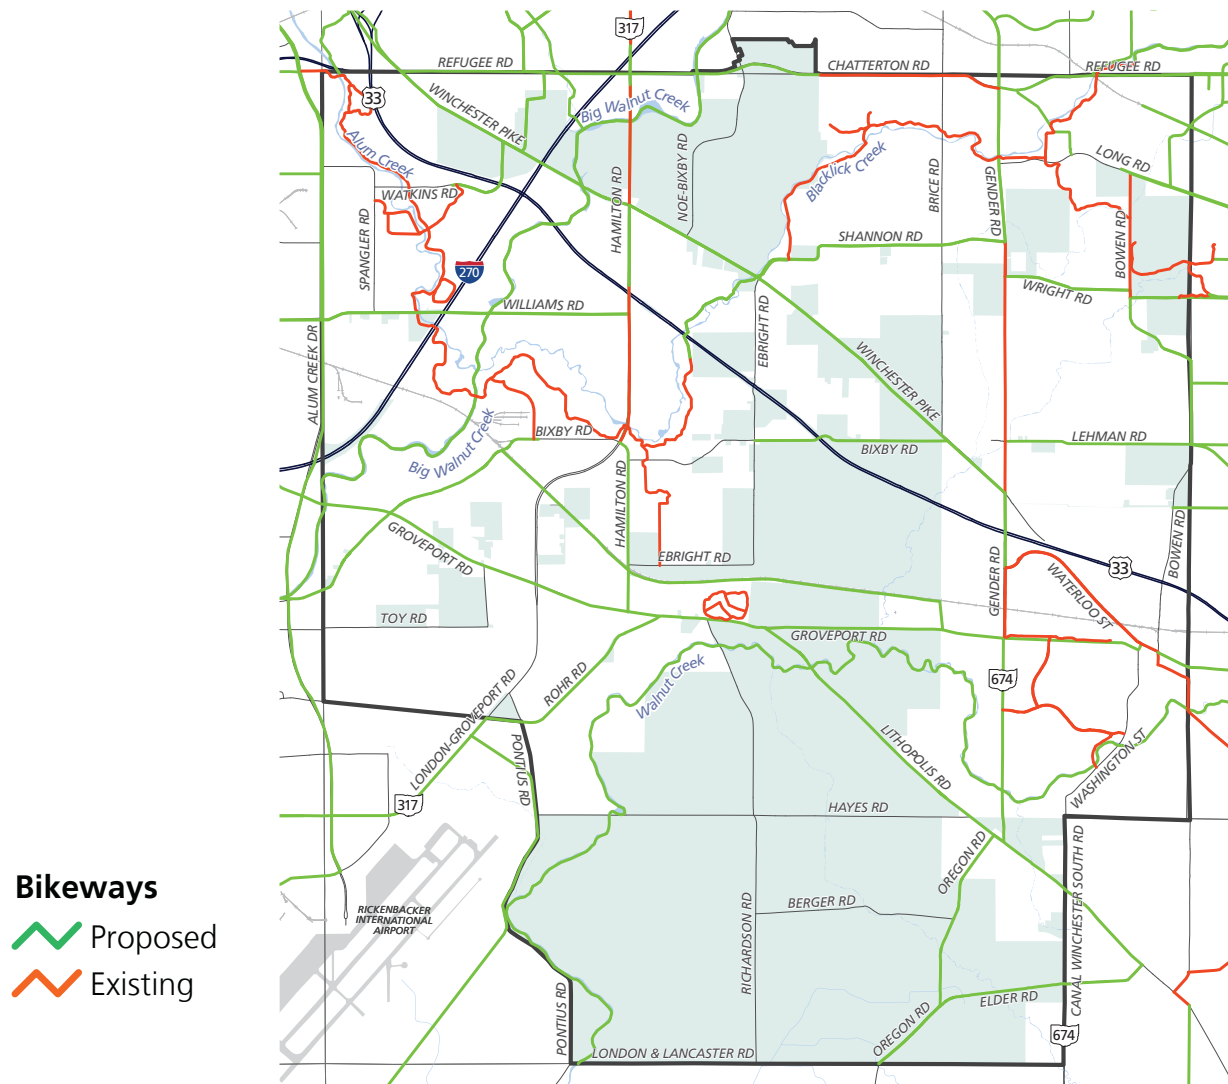 317
REFUGEE RD
CHATTERTON RD
REFUGEE RD
33
WINCHESTER PIKE
Big Walnut Creek
Alum Creek
NOE-BIXBY RD
Blacklick Creek
BRICE RD
GENDER RD
LONG RD
WATKINS RD
HAMILTON RD
SPANGLER RD
SHANNON RD
BOWEN RD
270
WILLIAMS RD
WRIGHT RD
EBRIGHT RD
ALUM CREEK DR
WINCHESTER PIKE
Big Walnut Creek
BIXBY RD
BIXBY RD
LEHMAN RD
HAMILTON RD
GROVEPORT RD
EBRIGHT RD
BOWEN RD
GENDER RD
33
WATERLOO ST
TOY RD
GROVEPORT RD
ROHR RD
Walnut Creek
674
LONDON-GROVEPORT RD
PONTIUS RD
LITHOPOLIS RD
WASHINGTON ST
317
HAYES RD
OREGON RD
CANAL WINCHESTER SOUTH RD
Bikeways
Proposed
Existing
RICKENBACKER
INTERNATIONAL
AIRPORT
BERGER RD
RICHARDSON RD
PONTIUS RD
ELDER RD
OREGON RD
674
LONDON & LANCASTER RD